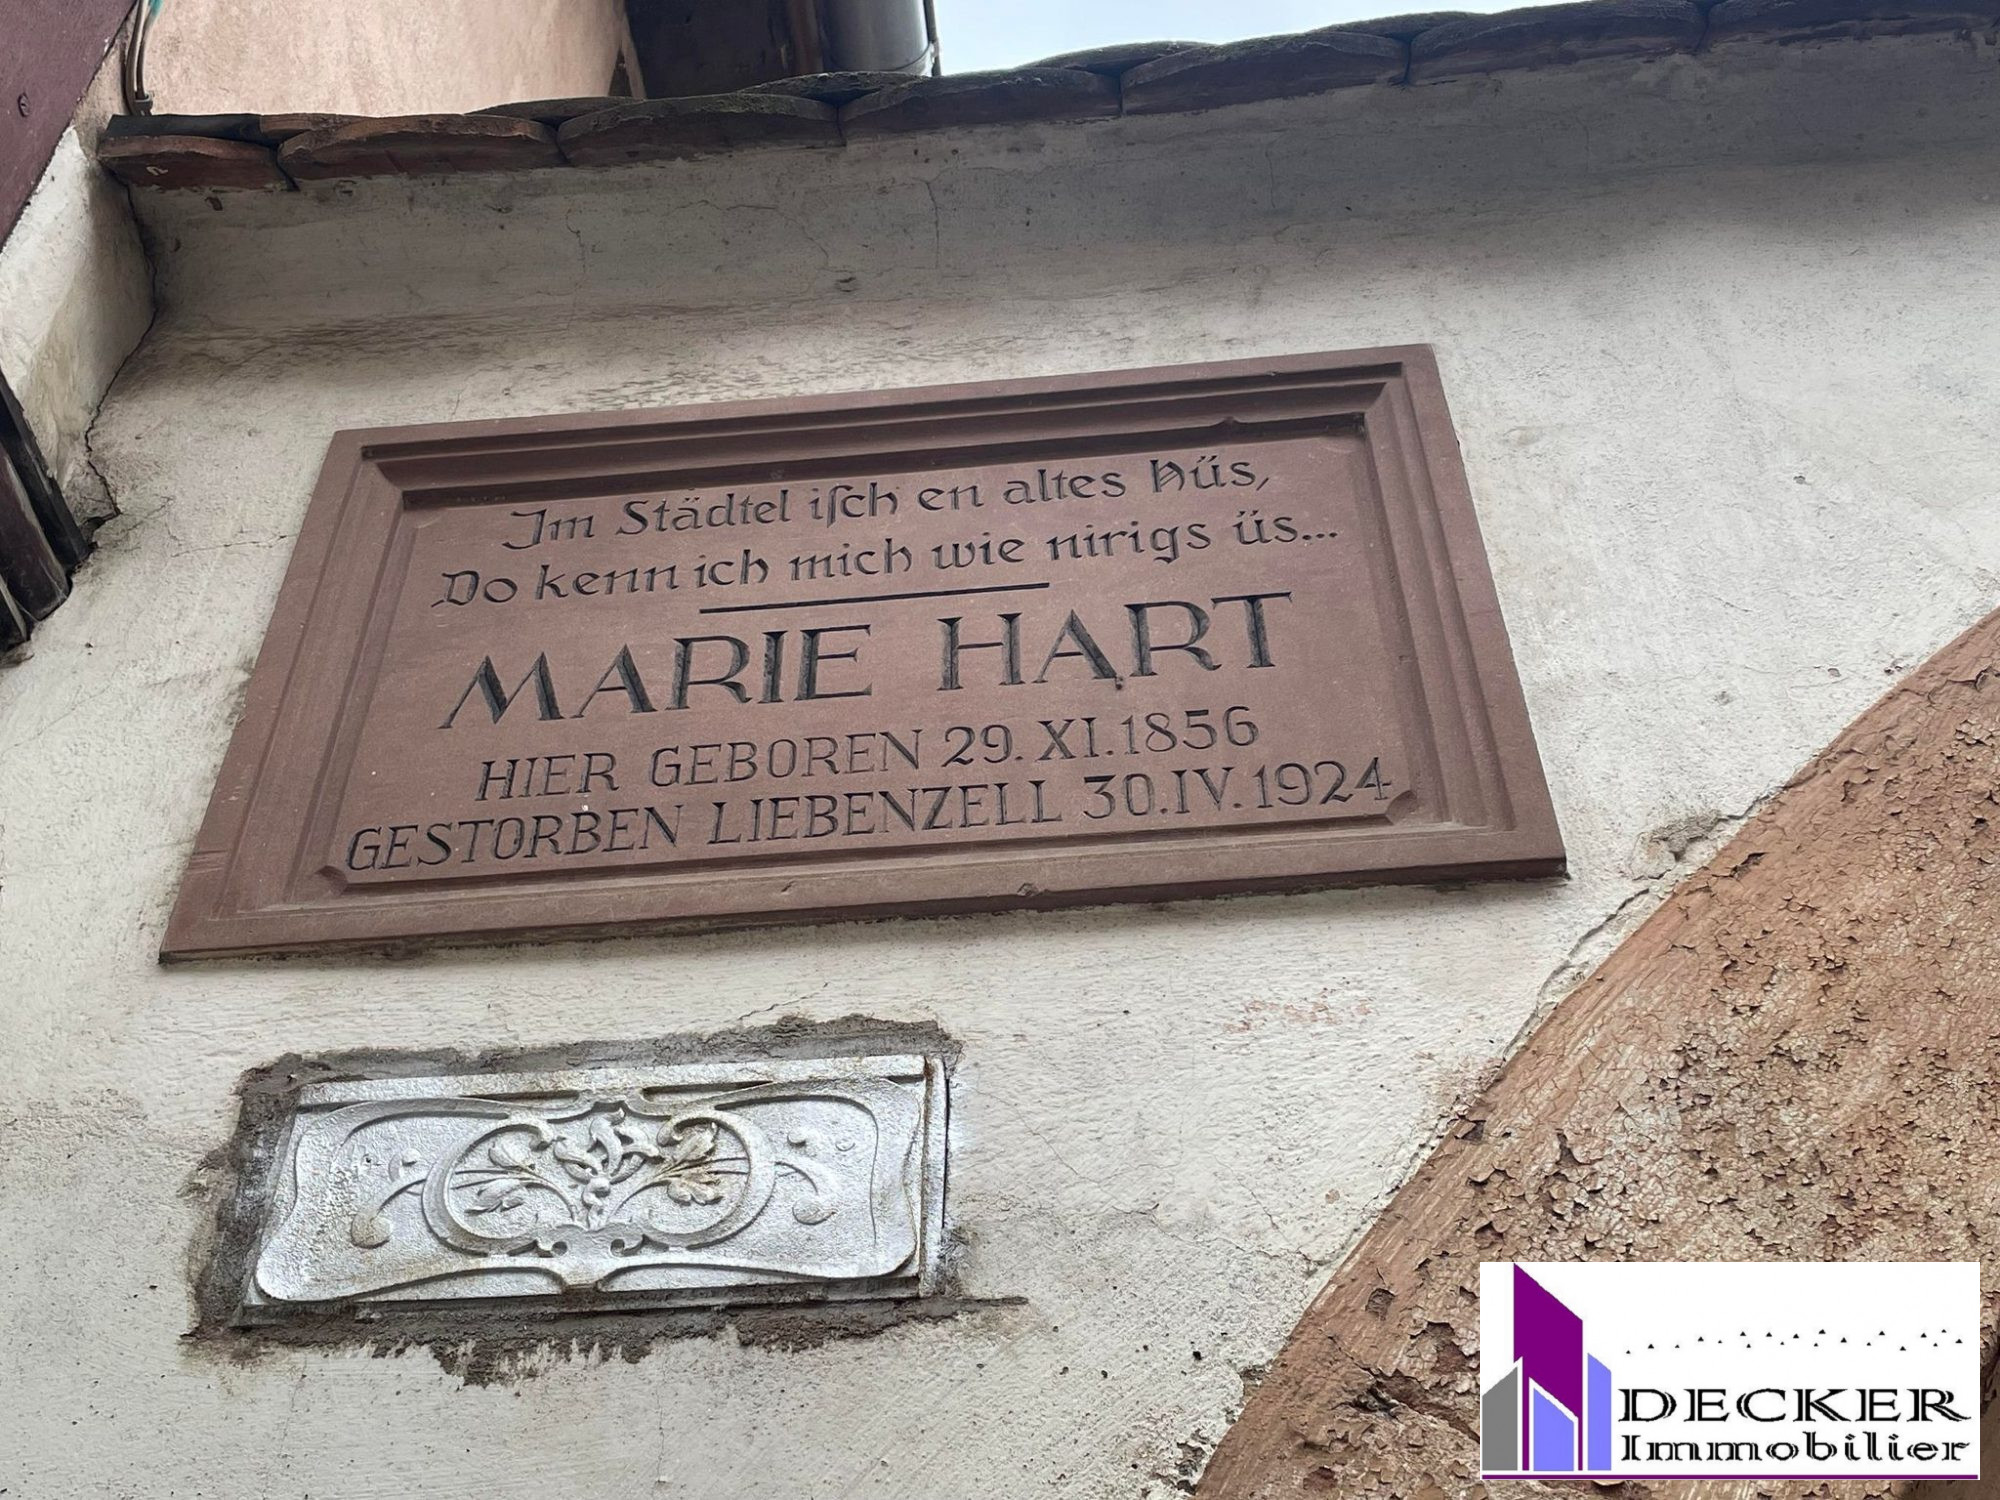 Im Städtel iſch en altes Hüs,
Do kenn ich mich wie nirigs üs...
MARIE HART
HIER GEBOREN 29. XI. 1856
GESTORBEN LIEBENZELL 30. IV. 1924
DECKER
Immobilier